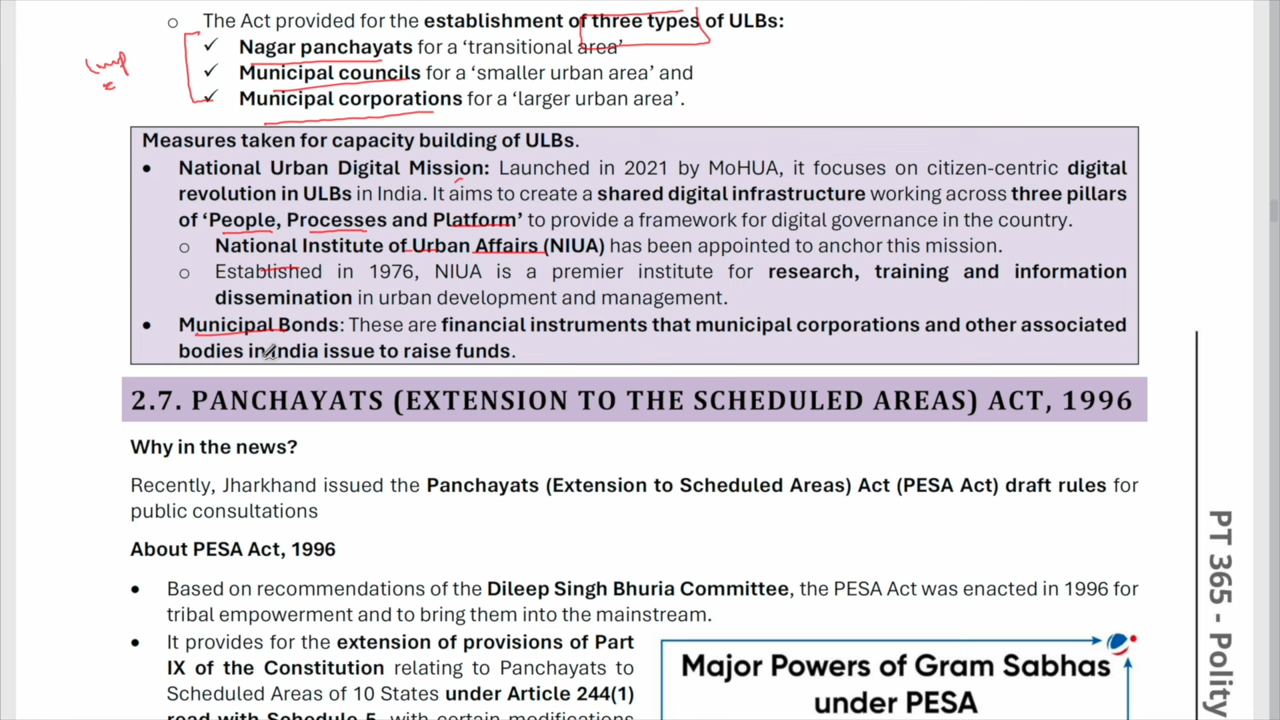 ○ The Act provided for the establishment of three types of ULBs:
✓ Nagar panchayats for a ‘transitional area’
✓ Municipal councils for a ‘smaller urban area’ and
✓ Municipal corporations for a ‘larger urban area’.
Imp
Measures taken for capacity building of ULBs.
• National Urban Digital Mission: Launched in 2021 by MoHUA, it focuses on citizen-centric digital
revolution in ULBs in India. It aims to create a shared digital infrastructure working across three pillars
of ‘People, Processes and Platform’ to provide a framework for digital governance in the country.
○ National Institute of Urban Affairs (NIUA) has been appointed to anchor this mission.
○ Established in 1976, NIUA is a premier institute for research, training and information
dissemination in urban development and management.
• Municipal Bonds: These are financial instruments that municipal corporations and other associated
bodies in India issue to raise funds.
2.7. PANCHAYATS (EXTENSION TO THE SCHEDULED AREAS) ACT, 1996
Why in the news?
Recently, Jharkhand issued the Panchayats (Extension to Scheduled Areas) Act (PESA Act) draft rules for
public consultations
About PESA Act, 1996
• Based on recommendations of the Dileep Singh Bhuria Committee, the PESA Act was enacted in 1996 for
tribal empowerment and to bring them into the mainstream.
• It provides for the extension of provisions of Part
IX of the Constitution relating to Panchayats to
Scheduled Areas of 10 States under Article 244(1)
read with Schedule 5, with certain modifications
Major Powers of Gram Sabhas
under PESA
PT 365 - Polity